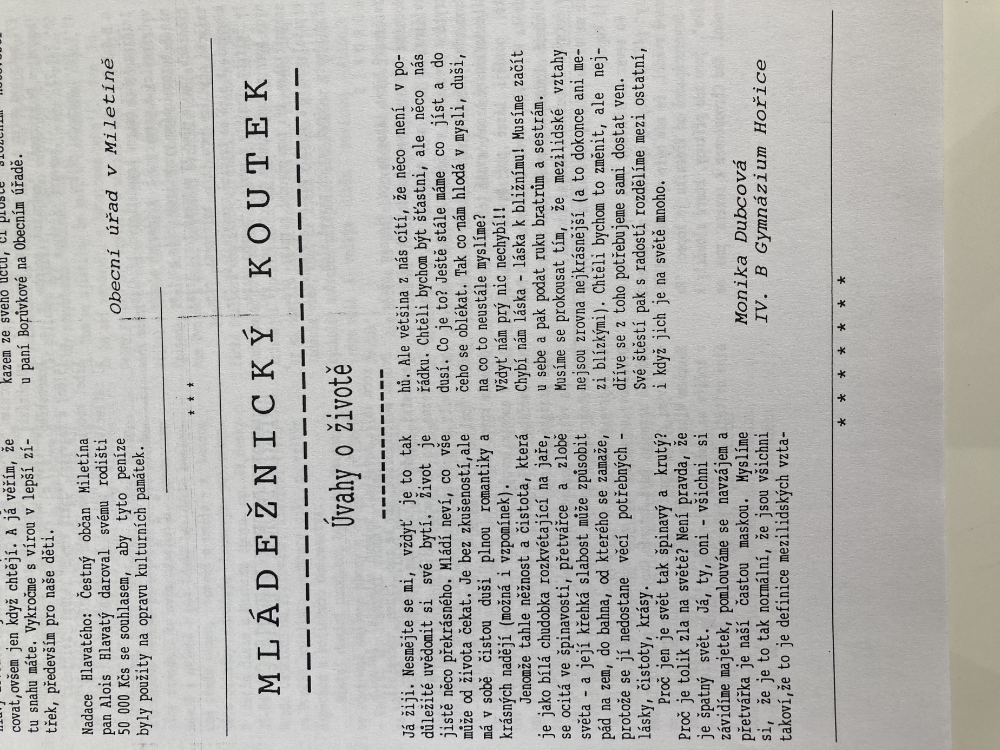 covat,ovšem jen když chtějí. A já věřím, že
tu snahu máte. Vykročme s vírou v lepší zí-
třek, především pro naše děti.
Nadace Hlavatého: Čestný občan Miletína
pan Alois Hlavatý daroval svému rodišti
50 000 Kčs se souhlasem, aby tyto peníze
byly použity na opravu kulturních památek.
kazem ze svého účtu, či prostě složením
u paní Borůvkové na Obecním úřadě.
Obecní úřad v Miletíně
* * *
MLÁDEŽNICKÝ KOUTEK
Úvahy o životě
Já žiji. Nesmějte se mi, vždyť je to tak
důležité uvědomit si své bytí. Život je
jistě něco překrásného. Mládí neví, co vše
může od života čekat. Je bez zkušeností,ale
má v sobě čistou duši plnou romantiky a
krásných nadějí (možná i vzpomínek).
Jenomže tahle něžnost a čistota, která
je jako bílá chudobka rozkvétající na jaře,
se ocitá ve špinavosti, přetvářce a zlobě
světa - a její křehká slabost může způsobit
pád na zem, do bahna, od kterého se zamaže,
protože se jí nedostane věcí potřebných -
lásky, čistoty, krásy.
Proč jen je svět tak špinavý a krutý?
Proč je tolik zla na světě? Není pravda, že
je špatný svět. Já, ty, oni - všichni si
závidíme majetek, pomlouváme se navzájem a
přetvářka je naší častou maskou. Myslíme
si, že je to tak normální, že jsou všichni
takoví,že to je definice mezilidských vzta-
hů. Ale většina z nás cítí, že něco není v po-
řádku. Chtěli bychom být šťastni, ale něco nás
dusí. Co je to? Ještě stále máme co jíst a do
čeho se oblékat. Tak co nám hlodá v mysli, duši,
na co to neustále myslíme?
Vždyť nám prý nic nechybí!!
Chybí nám láska - láska k bližnímu! Musíme začít
u sebe a pak podat ruku bratrům a sestrám.
Musíme se prokousat tím, že mezilidské vztahy
nejsou zrovna nejkrásnější (a to dokonce ani me-
zi blízkými). Chtěli bychom to změnit, ale nej-
dříve se z toho potřebujeme sami dostat ven.
Své štěstí pak s radostí rozdělíme mezi ostatní,
i když jich je na světě mnoho.
Monika Dubcová
IV. B Gymnázium Hořice
* * * * * * *